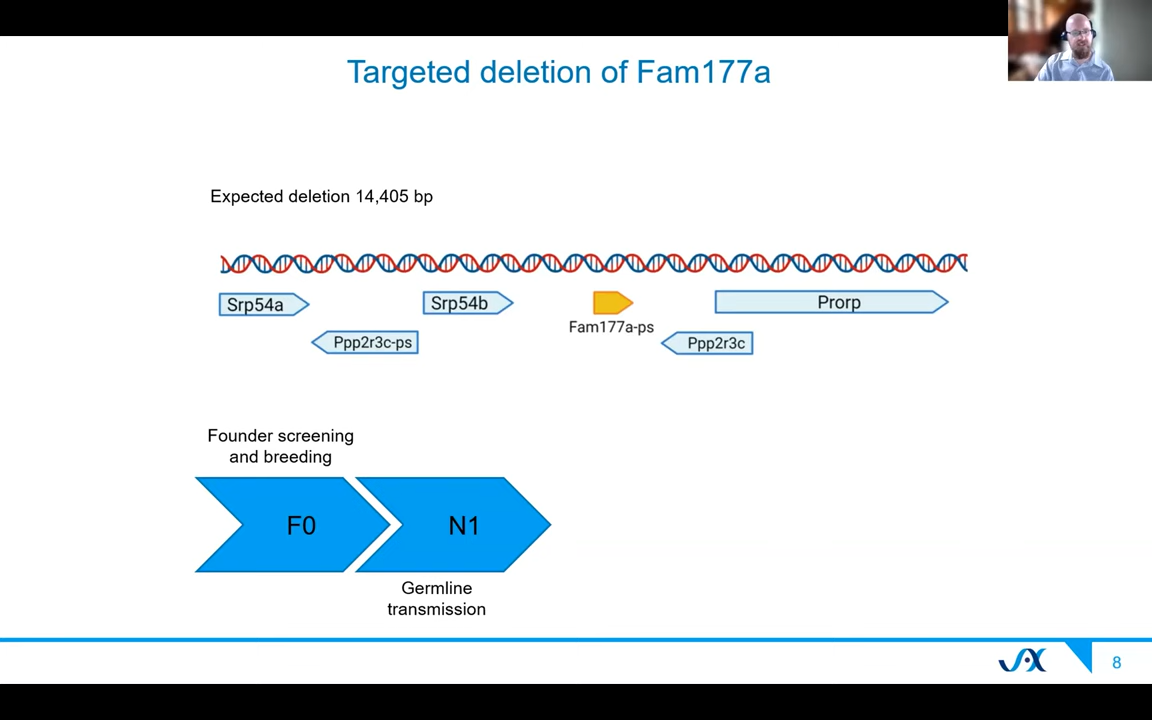 Targeted deletion of Fam177a
Expected deletion 14,405 bp
Srp54a
Srp54b
Prorp
Fam177a-ps
Ppp2r3c-ps
Ppp2r3c
Founder screening
and breeding
F0
N1
Germline
transmission
JAX
8